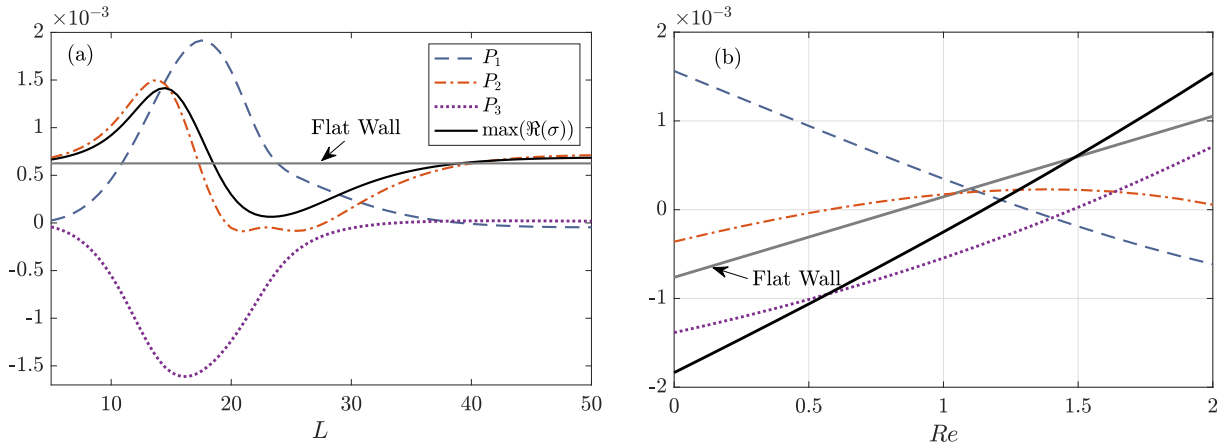 ×10⁻³
(a)
2
1.5
1
0.5
0
-0.5
-1
-1.5
P₁
P₂
P₃
max(ℜ(σ))
Flat Wall
10 20 30 40 50
L
×10⁻³
(b)
2
1
0
-1
-2
Flat Wall
0 0.5 1 1.5 2
Re